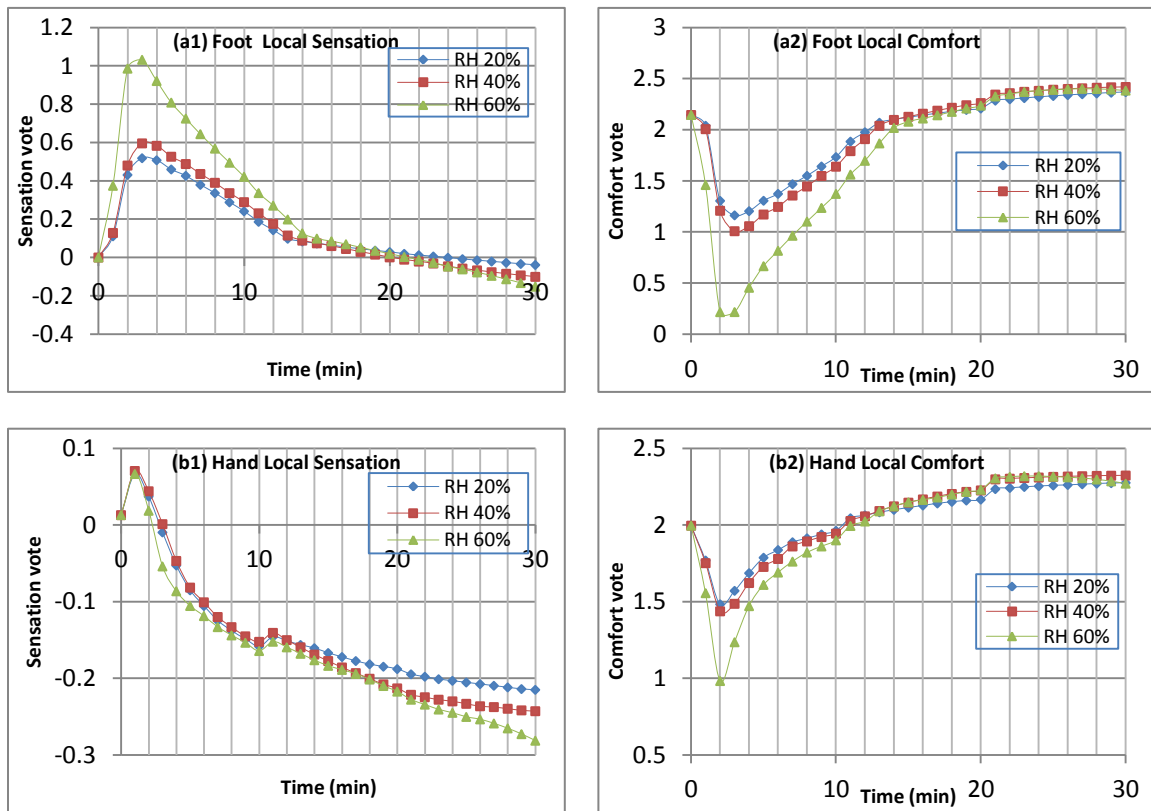 (a1) Foot Local Sensation
1.2
1
0.8
0.6
0.4
0.2
0
-0.2
-0.4
Sensation vote
RH 20%
RH 40%
RH 60%
0
10
20
30
Time (min)
(a2) Foot Local Comfort
3
2.5
2
1.5
1
0.5
0
Comfort vote
RH 20%
RH 40%
RH 60%
0
10
20
30
Time (min)
(b1) Hand Local Sensation
0.1
0
-0.1
-0.2
-0.3
Sensation vote
RH 20%
RH 40%
RH 60%
0
10
20
30
Time (min)
(b2) Hand Local Comfort
2.5
2
1.5
1
0.5
Comfort vote
RH 20%
RH 40%
RH 60%
0
10
20
30
Time (min)